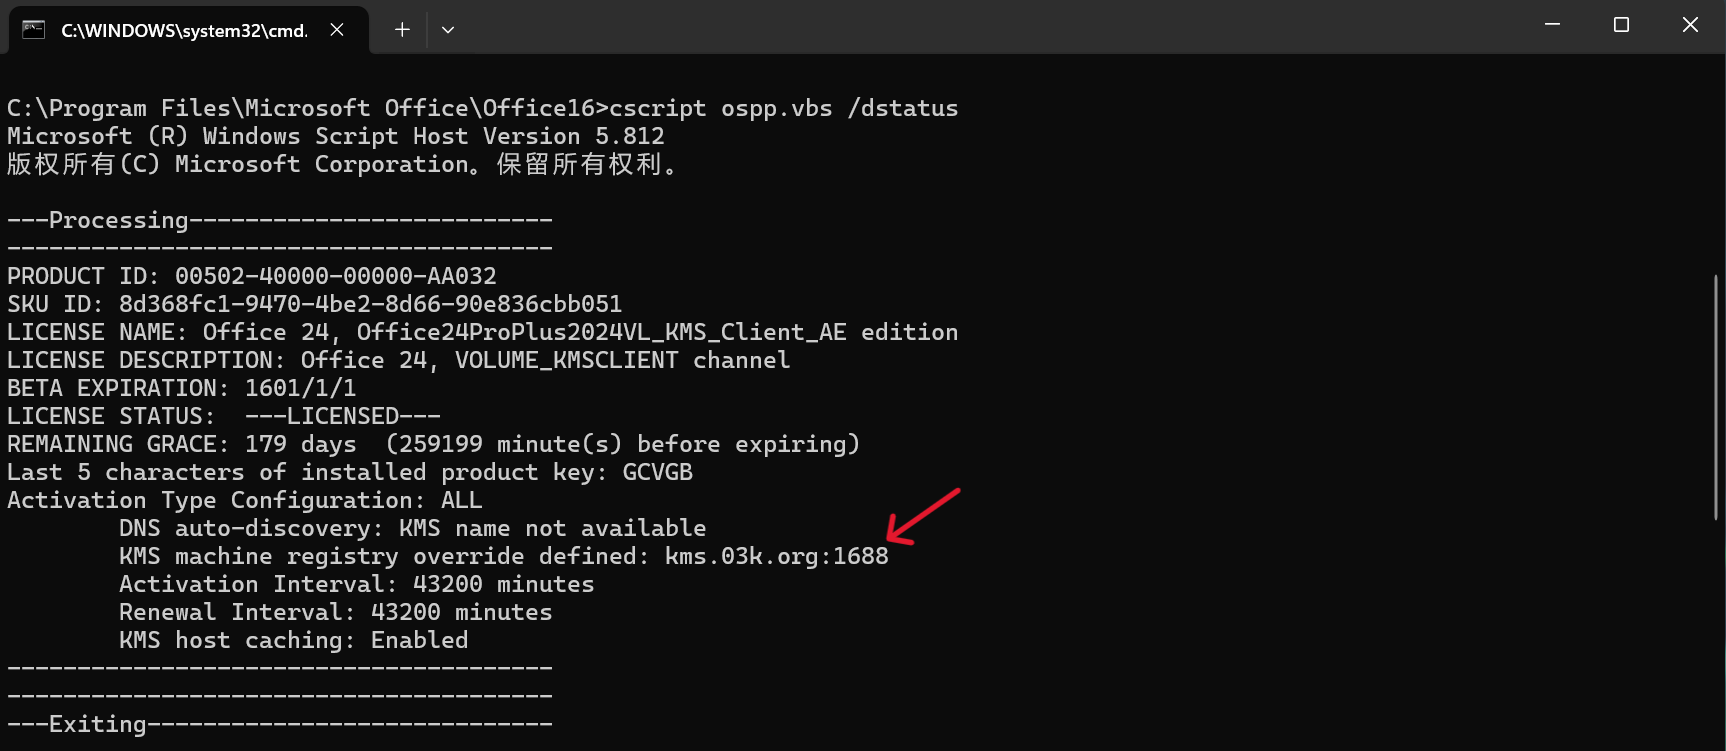 C:\WINDOWS\system32\cmd.
C:\Program Files\Microsoft Office\Office16>cscript ospp.vbs /dstatus
Microsoft (R) Windows Script Host Version 5.812
版权所有(C) Microsoft Corporation。保留所有权利。
---Processing--------------------------
---------------------------------------
PRODUCT ID: 00502-40000-00000-AA032
SKU ID: 8d368fc1-9470-4be2-8d66-90e836cbb051
LICENSE NAME: Office 24, Office24ProPlus2024VL_KMS_Client_AE edition
LICENSE DESCRIPTION: Office 24, VOLUME_KMSCLIENT channel
BETA EXPIRATION: 1601/1/1
LICENSE STATUS:  ---LICENSED---
REMAINING GRACE: 179 days  (259199 minute(s) before expiring)
Last 5 characters of installed product key: GCVGB
Activation Type Configuration: ALL
        DNS auto-discovery: KMS name not available
        KMS machine registry override defined: kms.03k.org:1688
        Activation Interval: 43200 minutes
        Renewal Interval: 43200 minutes
        KMS host caching: Enabled
---------------------------------------
---------------------------------------
---Exiting-----------------------------